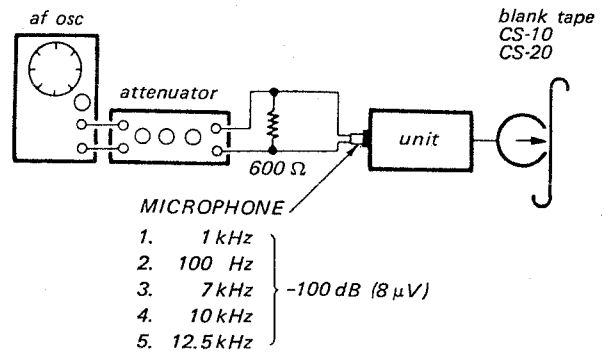 af osc
blank tape
CS-10
CS-20
attenuator
unit
600 Ω
MICROPHONE
1. 1 kHz
2. 100 Hz
3. 7 kHz
4. 10 kHz
5. 12.5 kHz
-100 dB (8 μV)